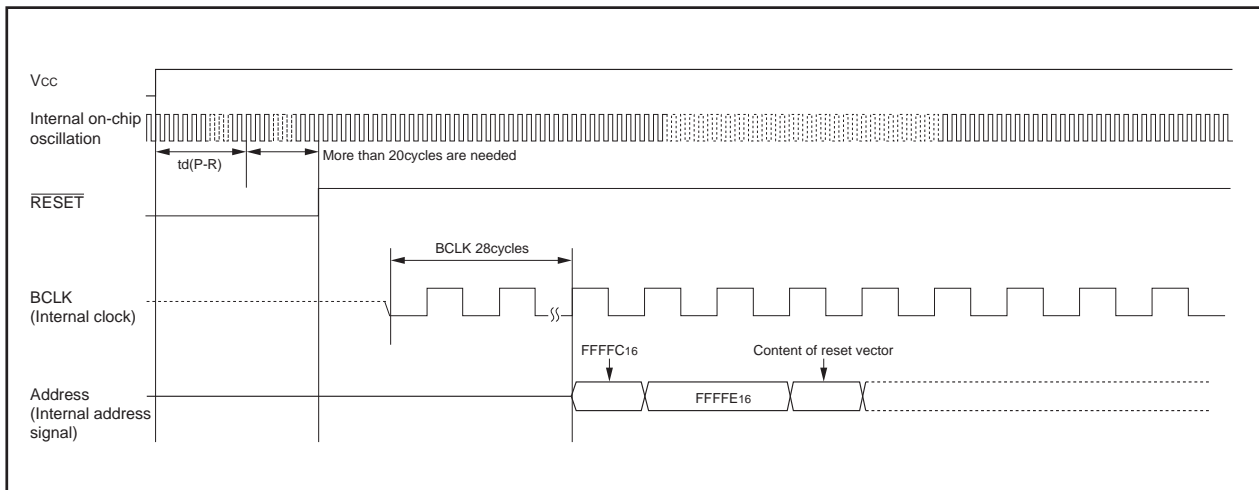 Vcc
Internal on-chip
oscillation
td(P-R)
More than 20cycles are needed
RESET
BCLK 28cycles
BCLK
(Internal clock)
FFFFC16
Content of reset vector
Address
(Internal address
signal)
FFFFE16